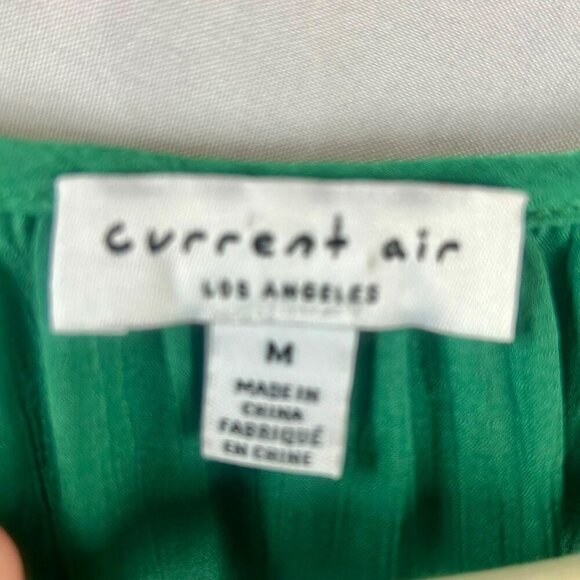 current air
LOS ANGELES
M
MADE IN
CHINA
FABRIQUÉ
EN CHINE